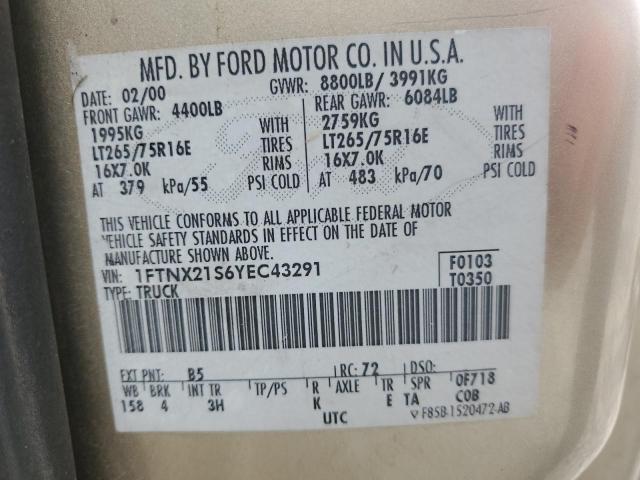 MFD. BY FORD MOTOR CO. IN U.S.A.
DATE: 02/00 GVWR: 8800LB/ 3991KG
FRONT GAWR: 4400LB REAR GAWR: 6084LB
1995KG WITH 2759KG WITH
LT265/75R16E TIRES LT265/75R16E TIRES
16X7.0K RIMS 16X7.0K RIMS
AT 379 kPa/55 PSI COLD AT 483 kPa/70 PSI COLD
THIS VEHICLE CONFORMS TO ALL APPLICABLE FEDERAL MOTOR
VEHICLE SAFETY STANDARDS IN EFFECT ON THE DATE OF
MANUFACTURE SHOWN ABOVE.
VIN: 1FTNX21S6YEC43291 F0103
TYPE: TRUCK T0350
EXT PNT: B5 RC: 72 DSO:
WB BRK INT TR TP/PS R AXLE TR SPR 0F718
158 4 3H K E TA C0B
UTC ▽ F85B-1520472-AB